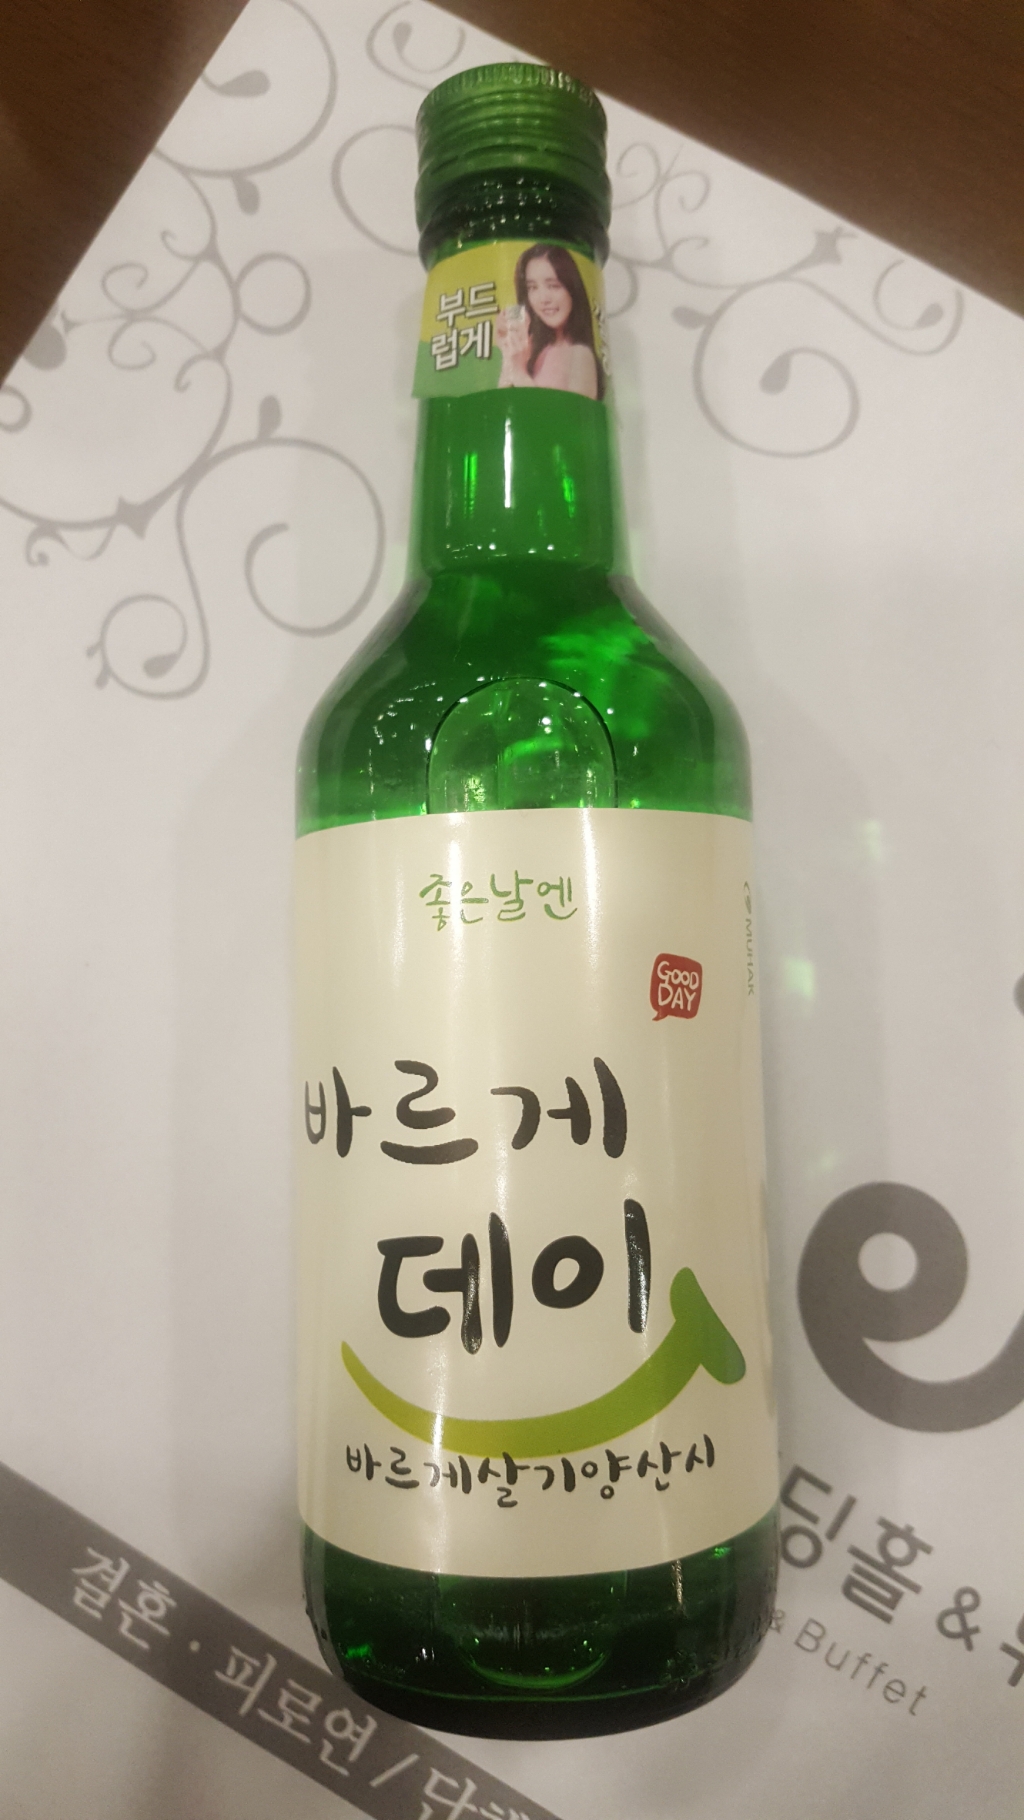 부드
럽게
좋은날엔
GOOD
DAY
MUHAK
바르게
데이
바르게살기양산시
딩홀 &
& Buffet
결혼 · 피로연 /